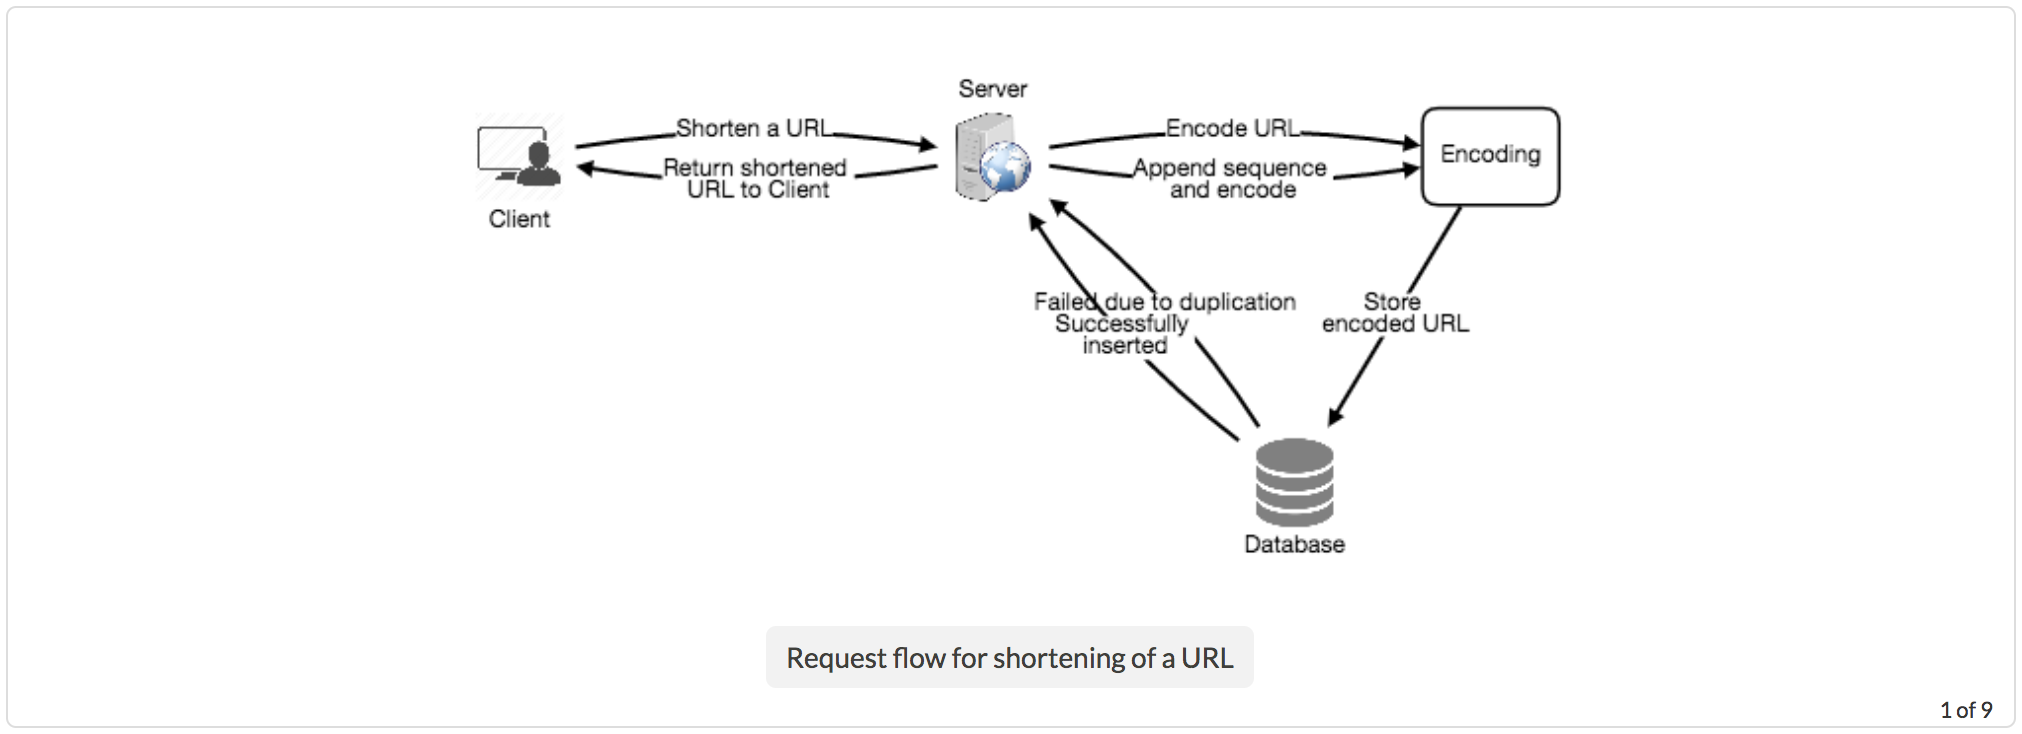 Server
Shorten a URL
Return shortened
URL to Client
Client
Encode URL
Append sequence
and encode
Encoding
Failed due to duplication
Successfully
inserted
Store
encoded URL
Database
Request flow for shortening of a URL
1 of 9